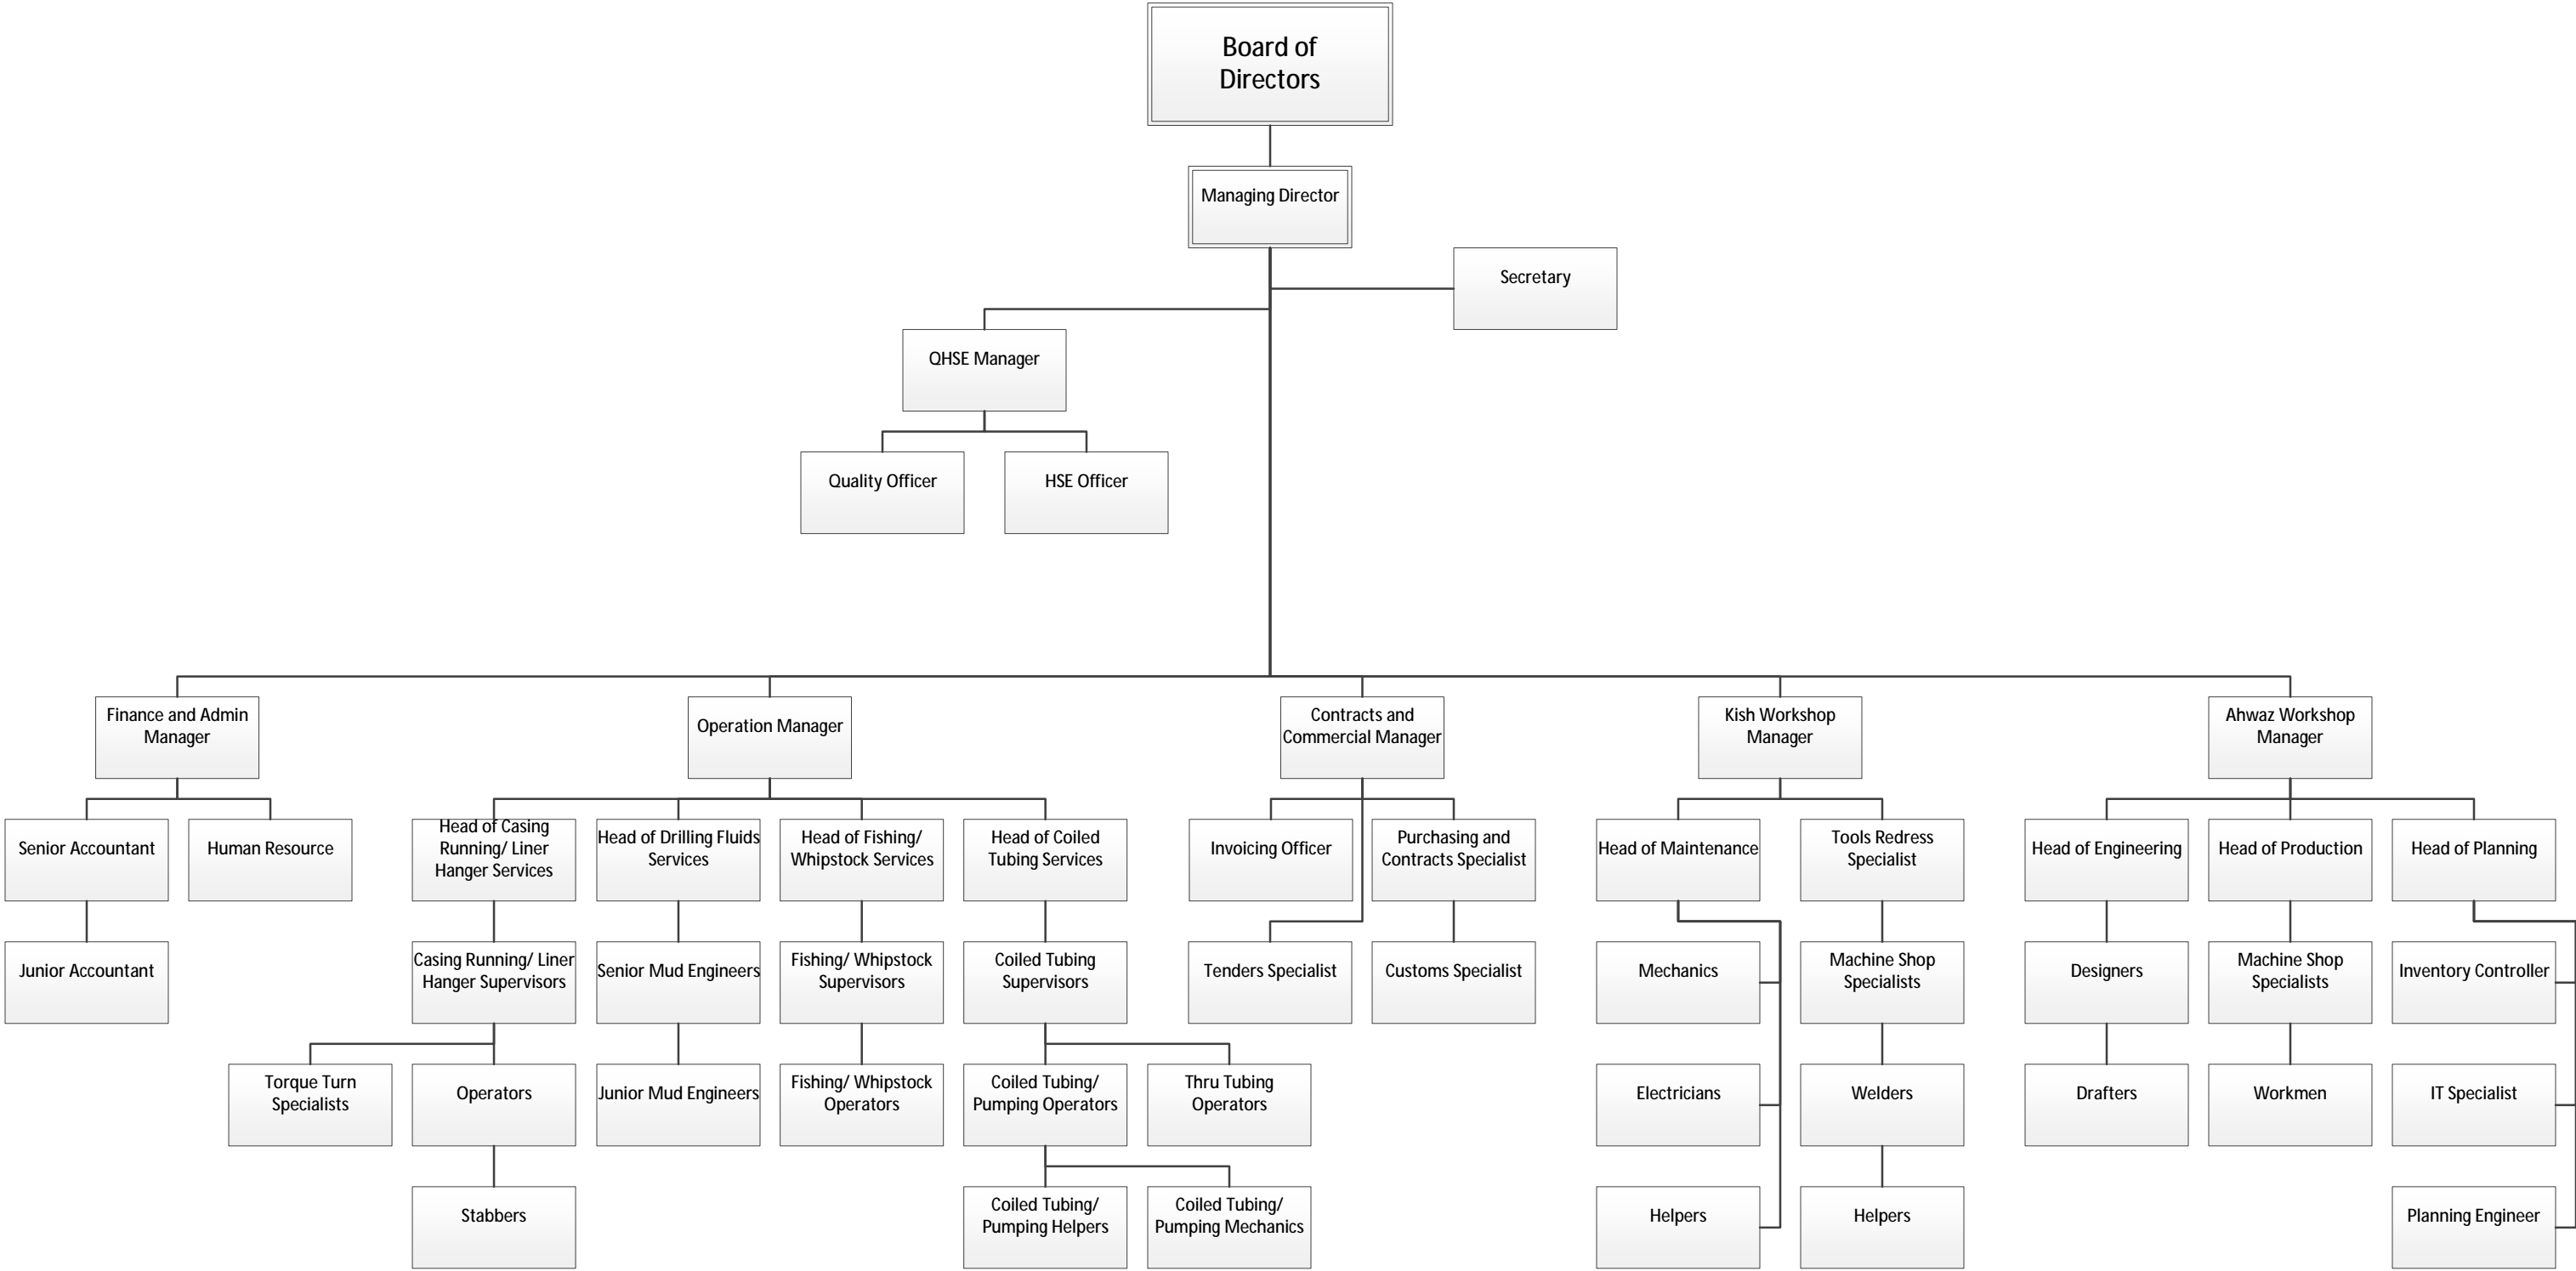 Board of
Directors
Managing Director
Secretary
QHSE Manager
Quality Officer
HSE Officer
Finance and Admin
Manager
Operation Manager
Contracts and
Commercial Manager
Kish Workshop
Manager
Ahwaz Workshop
Manager
Senior Accountant
Human Resource
Head of Casing
Running/ Liner
Hanger Services
Head of Drilling Fluids
Services
Head of Fishing/
Whipstock Services
Head of Coiled
Tubing Services
Invoicing Officer
Purchasing and
Contracts Specialist
Head of Maintenance
Tools Redress
Specialist
Head of Engineering
Head of Production
Head of Planning
Junior Accountant
Casing Running/ Liner
Hanger Supervisors
Senior Mud Engineers
Fishing/ Whipstock
Supervisors
Coiled Tubing
Supervisors
Tenders Specialist
Customs Specialist
Mechanics
Machine Shop
Specialists
Designers
Machine Shop
Specialists
Inventory Controller
Torque Turn
Specialists
Operators
Junior Mud Engineers
Fishing/ Whipstock
Operators
Coiled Tubing/
Pumping Operators
Thru Tubing
Operators
Electricians
Welders
Drafters
Workmen
IT Specialist
Stabbers
Coiled Tubing/
Pumping Helpers
Coiled Tubing/
Pumping Mechanics
Helpers
Helpers
Planning Engineer